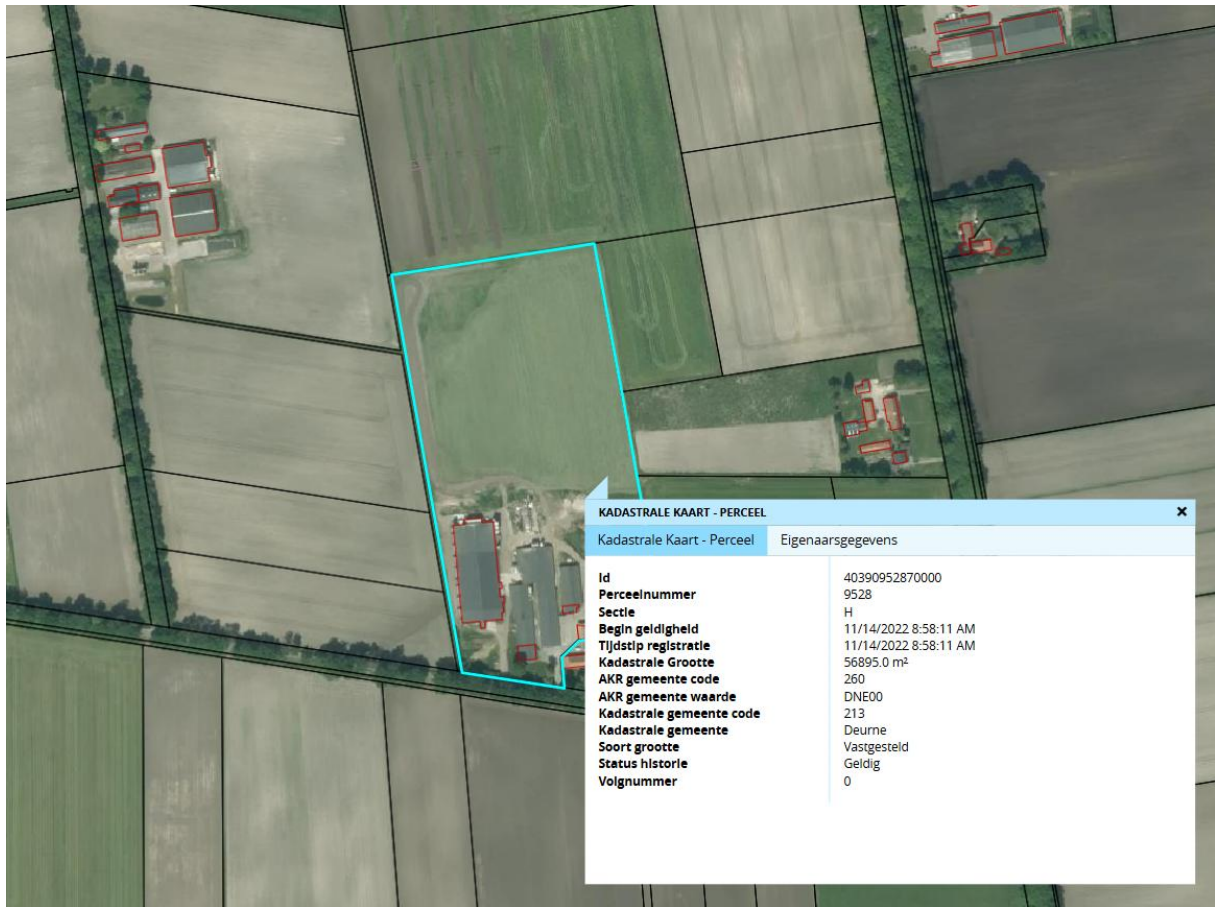 KADASTRALE KAART - PERCEEL ×
Kadastrale Kaart - Perceel Eigenaarsgegevens
Id 40390952870000
Perceelnummer 9528
Sectie H
Begin geldigheid 11/14/2022 8:58:11 AM
Tijdstip registratie 11/14/2022 8:58:11 AM
Kadastrale Grootte 56895.0 m²
AKR gemeente code 260
AKR gemeente waarde DNE00
Kadastrale gemeente code 213
Kadastrale gemeente Deurne
Soort grootte Vastgesteld
Status historie Geldig
Volgnummer 0